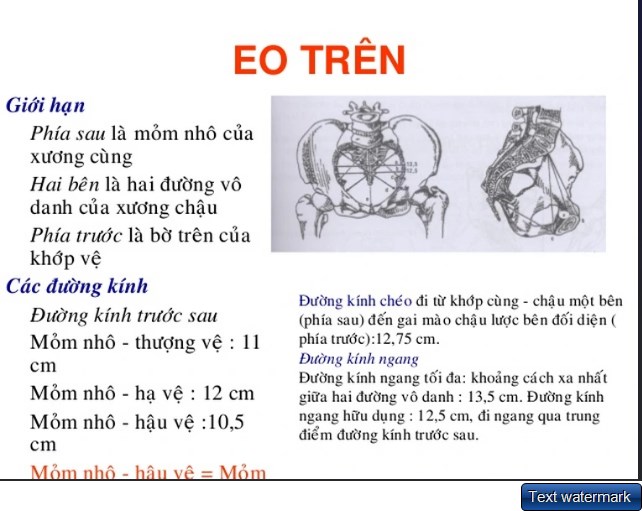 EO TRÊN
Giới hạn
Phía sau là mỏm nhô của
xương cùng
Hai bên là hai đường vô
danh của xương chậu
Phía trước là bờ trên của
khớp vệ
Các đường kính
Đường kính trước sau
Mỏm nhô - thượng vệ : 11
cm
Mỏm nhô - hạ vệ : 12 cm
Mỏm nhô - hậu vệ :10,5
cm
Mỏm nhô - hậu vệ = Mỏm
Đường kính chéo đi từ khớp cùng - chậu một bên
(phía sau) đến gai mào chậu lược bên đối diện (
phía trước):12,75 cm.
Đường kính ngang
Đường kính ngang tối đa: khoảng cách xa nhất
giữa hai đường vô danh : 13,5 cm. Đường kính
ngang hữu dụng : 12,5 cm, đi ngang qua trung
điểm đường kính trước sau.
Text watermark